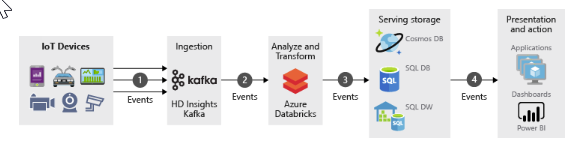 IoT Devices
1
Events
Ingestion
kafka
HD Insights
Kafka
2
Events
Analyze and
Transform
Azure
Databricks
3
Events
Serving storage
Cosmos DB
SQL DB
SQL
SQL DW
SQL
4
Events
Presentation
and action
Applications
Dashboards
Power BI